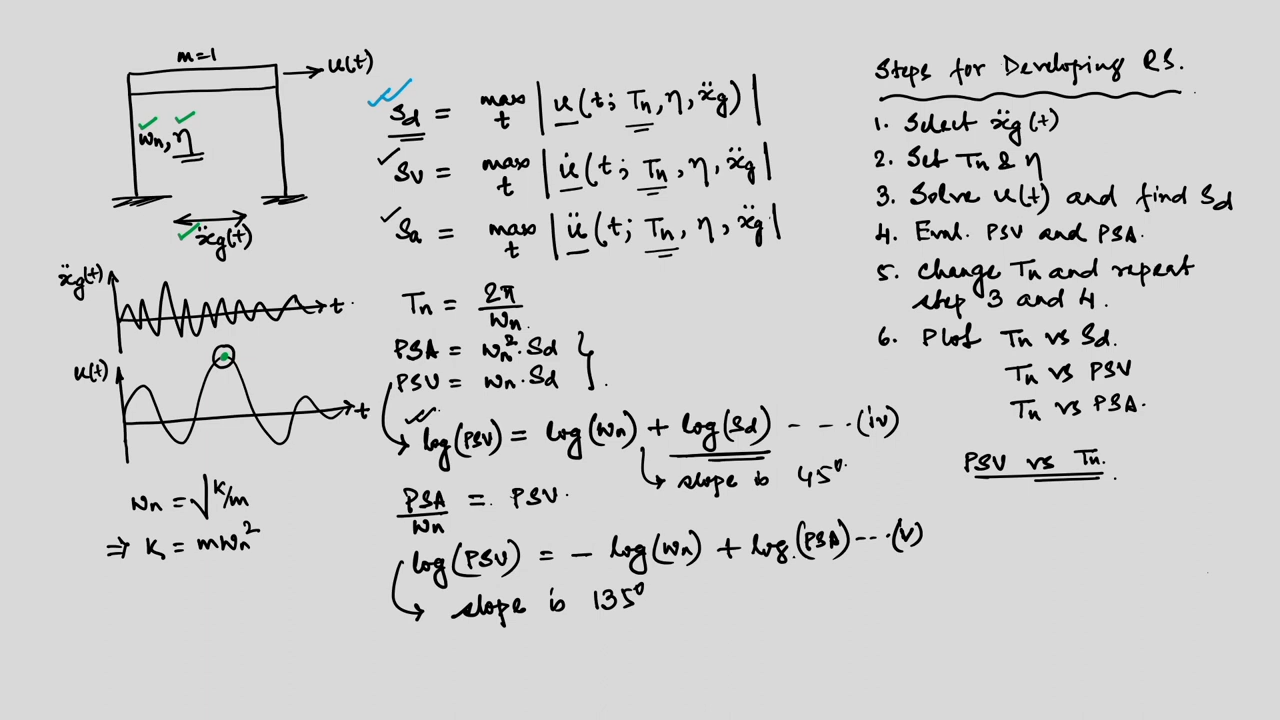 m=1
u(t)
ωn, η
ẍg(t)
ẍg(t)
t
u(t)
t
ωn = √K/m
⇒ K = mωn²
Sd = max t |u(t; Tn, η, ẍg)|
Sv = max t |u̇(t; Tn, η, ẍg|
Sa = max t |ü(t; Tn, η, ẍg|
Tn = 2π/ωn
PSA = ωn² · Sd
PSV = ωn · Sd
log(PSV) = log(ωn) + log(Sd) - - - · (iv)
slope is 45°
PSA/ωn = PSV
log(PSV) = - log(ωn) + log(PSA) - - · (v)
slope is 135°
Steps for Developing RS.
1. Select ẍg(t)
2. Set Tn & η
3. Solve u(t) and find Sd
4. Eval. PSV and PSA.
5. change Tn and repeat
step 3 and 4.
6. Plot Tn vs Sd.
Tn vs PSV
Tn vs PSA.
PSV vs Tn.